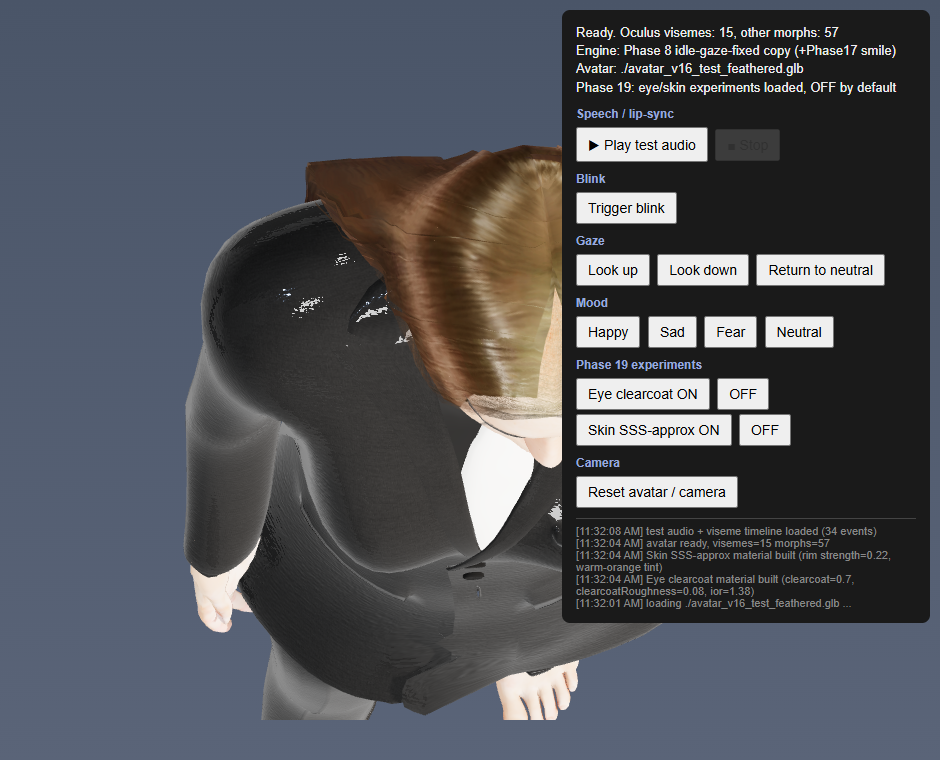 Ready. Oculus visemes: 15, other morphs: 57
Engine: Phase 8 idle-gaze-fixed copy (+Phase17 smile)
Avatar: ./avatar_v16_test_feathered.glb
Phase 19: eye/skin experiments loaded, OFF by default
Speech / lip-sync
▶ Play test audio ■ Stop
Blink
Trigger blink
Gaze
Look up Look down Return to neutral
Mood
Happy Sad Fear Neutral
Phase 19 experiments
Eye clearcoat ON OFF
Skin SSS-approx ON OFF
Camera
Reset avatar / camera
[11:32:08 AM] test audio + viseme timeline loaded (34 events)
[11:32:04 AM] avatar ready, visemes=15 morphs=57
[11:32:04 AM] Skin SSS-approx material built (rim strength=0.22,
warm-orange tint)
[11:32:04 AM] Eye clearcoat material built (clearcoat=0.7,
clearcoatRoughness=0.08, ior=1.38)
[11:32:01 AM] loading ./avatar_v16_test_feathered.glb ...